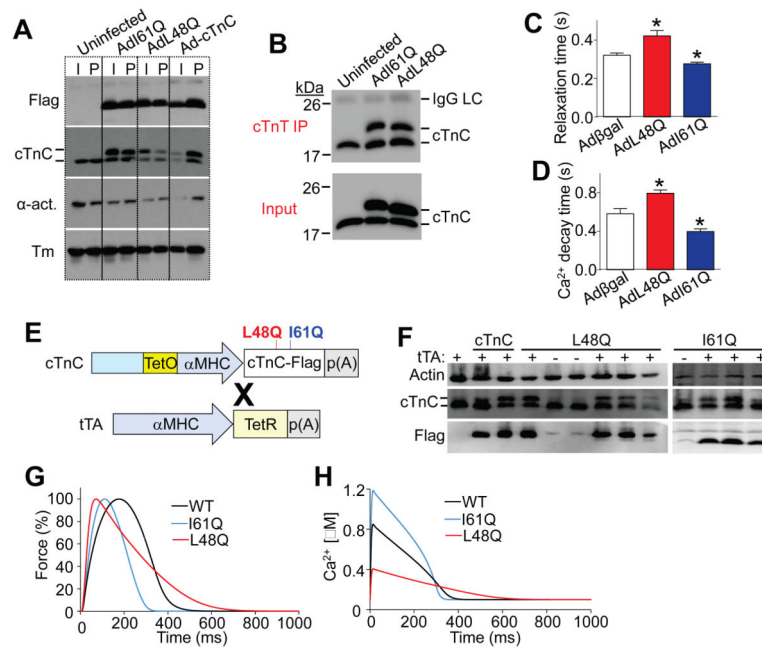 A
Uninfected
AdI61Q
AdL48Q
Ad-cTnC
I P I P I P I P
Flag
cTnC
α-act.
Tm
B
Uninfected
AdI61Q
AdL48Q
kDa
26
IgG LC
cTnT IP
cTnC
17
26
Input
cTnC
17
C
Relaxation time (s)
0.4
0.2
0.0
*
*
Adβgal
AdL48Q
AdI61Q
D
Ca²⁺ decay time (s)
0.8
0.4
0.0
*
*
Adβgal
AdL48Q
AdI61Q
E
L48Q I61Q
cTnC TetO αMHC cTnC-Flag p(A)
X
tTA αMHC TetR p(A)
F
cTnC L48Q I61Q
tTA: + + + + - - + + + - + + +
Actin
cTnC
Flag
G
Force (%)
100
80
60
40
20
0
WT
I61Q
L48Q
0 200 400 600 800 1000
Time (ms)
H
Ca²⁺ [□M]
1.2
0.8
0.4
0
WT
I61Q
L48Q
0 200 400 600 800 1000
Time (ms)